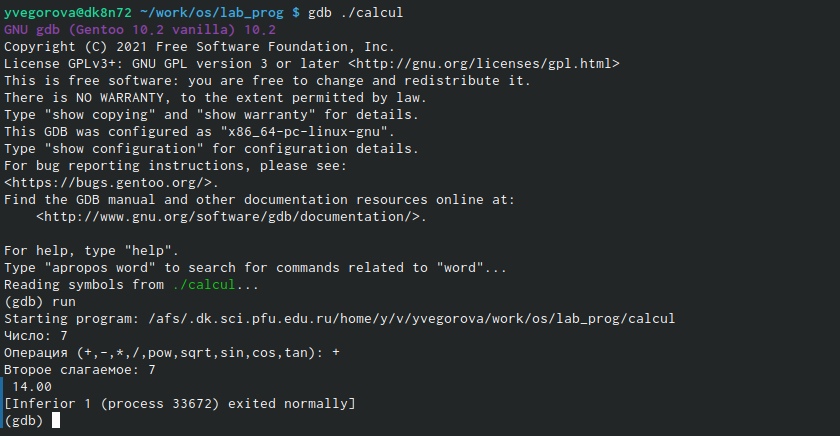 yvegorova@dk8n72 ~/work/os/lab_prog $ gdb ./calcul
GNU gdb (Gentoo 10.2 vanilla) 10.2
Copyright (C) 2021 Free Software Foundation, Inc.
License GPLv3+: GNU GPL version 3 or later <http://gnu.org/licenses/gpl.html>
This is free software: you are free to change and redistribute it.
There is NO WARRANTY, to the extent permitted by law.
Type "show copying" and "show warranty" for details.
This GDB was configured as "x86_64-pc-linux-gnu".
Type "show configuration" for configuration details.
For bug reporting instructions, please see:
<https://bugs.gentoo.org/>.
Find the GDB manual and other documentation resources online at:
    <http://www.gnu.org/software/gdb/documentation/>.

For help, type "help".
Type "apropos word" to search for commands related to "word"...
Reading symbols from ./calcul...
(gdb) run
Starting program: /afs/.dk.sci.pfu.edu.ru/home/y/v/yvegorova/work/os/lab_prog/calcul
Число: 7
Операция (+,-,*,/,pow,sqrt,sin,cos,tan): +
Второе слагаемое: 7
 14.00
[Inferior 1 (process 33672) exited normally]
(gdb)